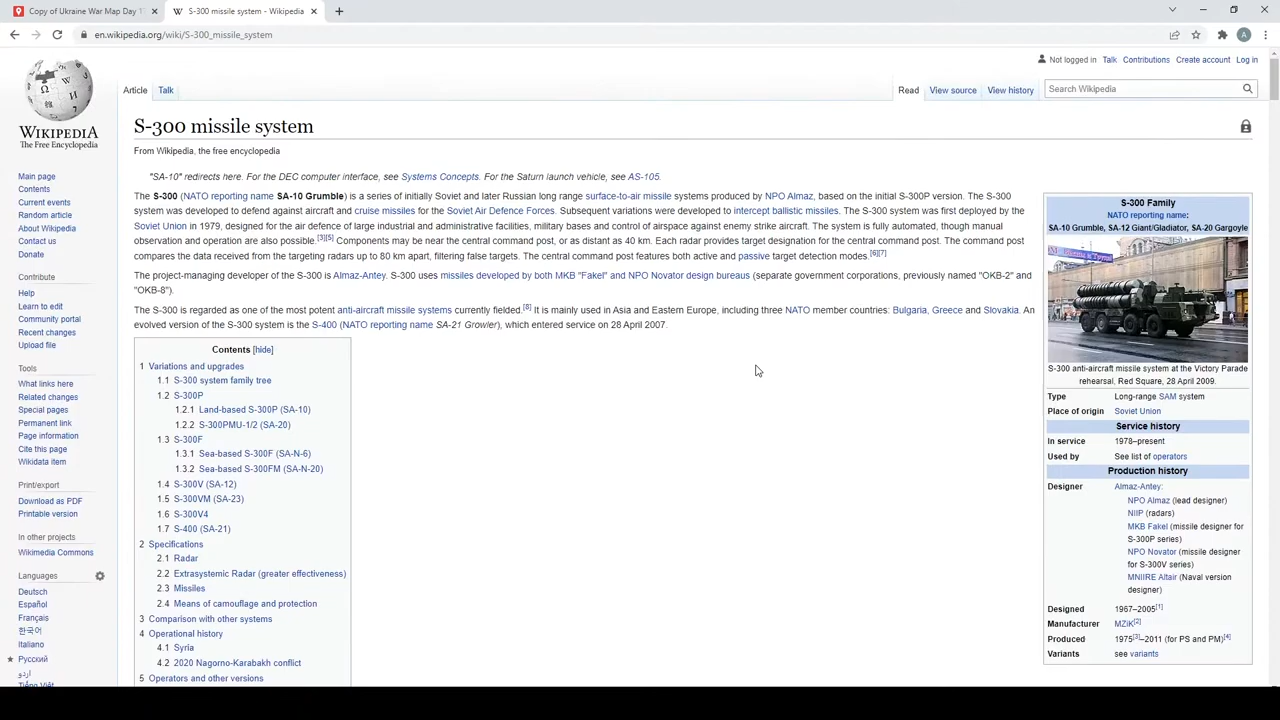 Copy of Ukraine War Map Day 1
S-300 missile system - Wikipedia
en.wikipedia.org/wiki/S-300_missile_system
A
Not logged in Talk Contributions Create account Log in
Article Talk
Read View source View history
Search Wikipedia
WIKIPEDIA
The Free Encyclopedia
Main page
Contents
Current events
Random article
About Wikipedia
Contact us
Donate
Contribute
Help
Learn to edit
Community portal
Recent changes
Upload file
Tools
What links here
Related changes
Special pages
Permanent link
Page information
Cite this page
Wikidata item
Print/export
Download as PDF
Printable version
In other projects
Wikimedia Commons
Languages
Deutsch
Español
Français
한국어
Italiano
Русский
اردو
Tiếng Việt
S-300 missile system
From Wikipedia, the free encyclopedia
"SA-10" redirects here. For the DEC computer interface, see Systems Concepts. For the Saturn launch vehicle, see AS-105.
The S-300 (NATO reporting name SA-10 Grumble) is a series of initially Soviet and later Russian long range surface-to-air missile systems produced by NPO Almaz, based on the initial S-300P version. The S-300
system was developed to defend against aircraft and cruise missiles for the Soviet Air Defence Forces. Subsequent variations were developed to intercept ballistic missiles. The S-300 system was first deployed by the
Soviet Union in 1979, designed for the air defence of large industrial and administrative facilities, military bases and control of airspace against enemy strike aircraft. The system is fully automated, though manual
observation and operation are also possible.[3][5] Components may be near the central command post, or as distant as 40 km. Each radar provides target designation for the central command post. The command post
compares the data received from the targeting radars up to 80 km apart, filtering false targets. The central command post features both active and passive target detection modes.[6][7]
The project-managing developer of the S-300 is Almaz-Antey. S-300 uses missiles developed by both MKB "Fakel" and NPO Novator design bureaus (separate government corporations, previously named "OKB-2" and
"OKB-8").
The S-300 is regarded as one of the most potent anti-aircraft missile systems currently fielded.[8] It is mainly used in Asia and Eastern Europe, including three NATO member countries: Bulgaria, Greece and Slovakia. An
evolved version of the S-300 system is the S-400 (NATO reporting name SA-21 Growler), which entered service on 28 April 2007.
Contents [hide]
1 Variations and upgrades
1.1 S-300 system family tree
1.2 S-300P
1.2.1 Land-based S-300P (SA-10)
1.2.2 S-300PMU-1/2 (SA-20)
1.3 S-300F
1.3.1 Sea-based S-300F (SA-N-6)
1.3.2 Sea-based S-300FM (SA-N-20)
1.4 S-300V (SA-12)
1.5 S-300VM (SA-23)
1.6 S-300V4
1.7 S-400 (SA-21)
2 Specifications
2.1 Radar
2.2 Extrasystemic Radar (greater effectiveness)
2.3 Missiles
2.4 Means of camouflage and protection
3 Comparison with other systems
4 Operational history
4.1 Syria
4.2 2020 Nagorno-Karabakh conflict
5 Operators and other versions
S-300 Family
NATO reporting name:
SA-10 Grumble, SA-12 Giant/Gladiator, SA-20 Gargoyle
S-300 anti-aircraft missile system at the Victory Parade
rehearsal, Red Square, 28 April 2009.
Type Long-range SAM system
Place of origin Soviet Union
Service history
In service 1978–present
Used by See list of operators
Production history
Designer Almaz-Antey:
NPO Almaz (lead designer)
NIIP (radars)
MKB Fakel (missile designer for
S-300P series)
NPO Novator (missile designer
for S-300V series)
MNIIRE Altair (Naval version
designer)
Designed 1967–2005[1]
Manufacturer MZiK[2]
Produced 1975[3]–2011 (for PS and PM)[4]
Variants see variants